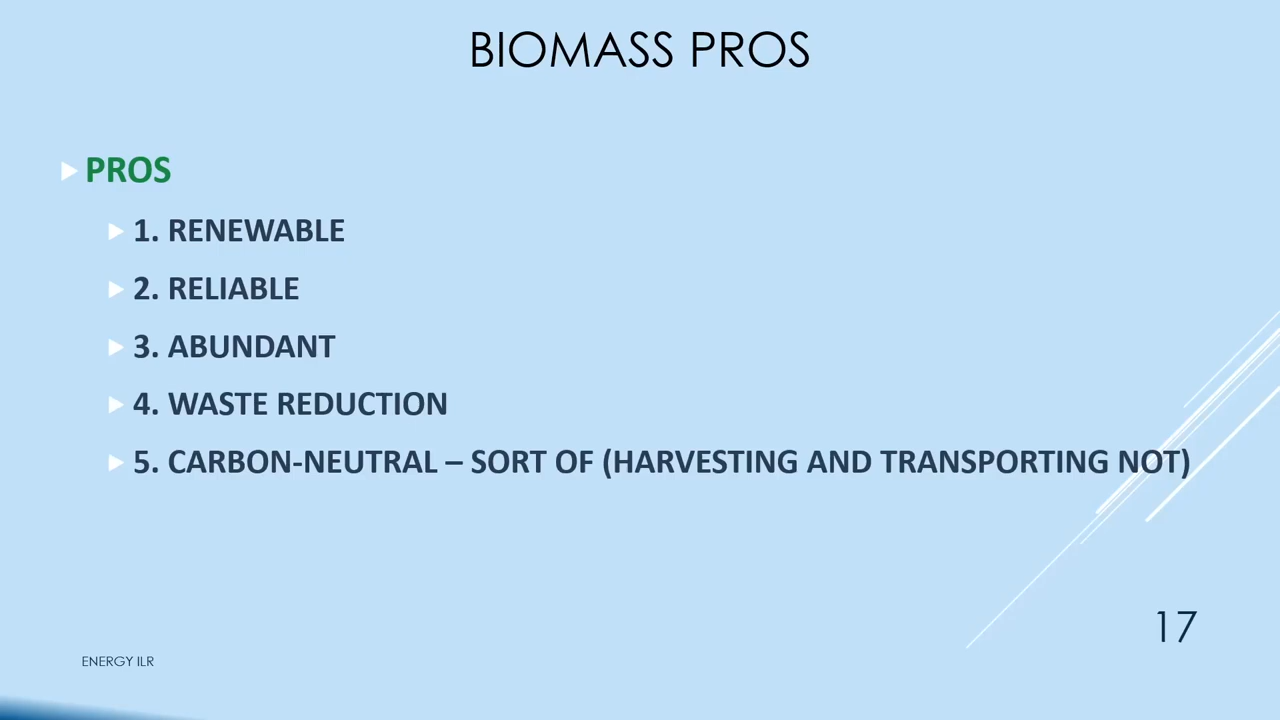 BIOMASS PROS
PROS
1. RENEWABLE
2. RELIABLE
3. ABUNDANT
4. WASTE REDUCTION
5. CARBON-NEUTRAL – SORT OF (HARVESTING AND TRANSPORTING NOT)
17
ENERGY ILR